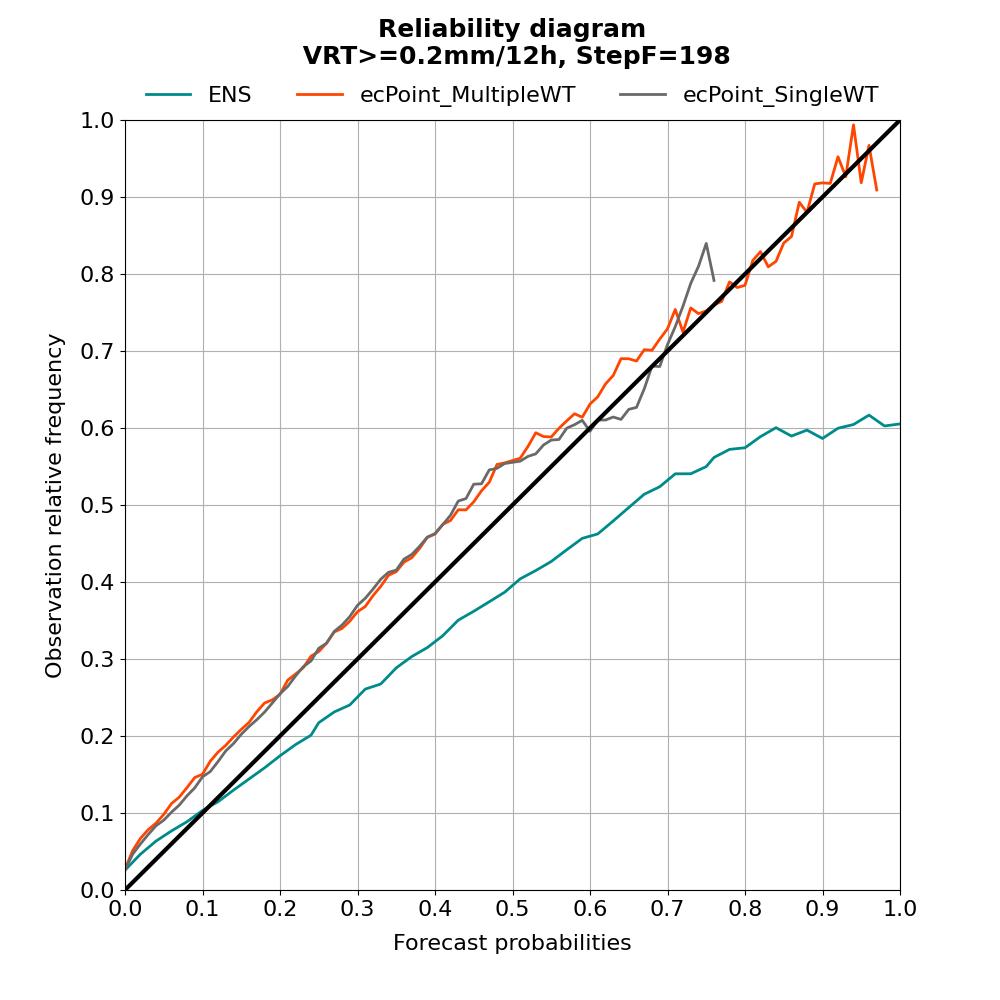 Reliability diagram
VRT>=0.2mm/12h, StepF=198
ENS ecPoint_MultipleWT ecPoint_SingleWT
1.0
0.9
0.8
0.7
0.6
0.5
0.4
0.3
0.2
0.1
0.0
Observation relative frequency
0.0 0.1 0.2 0.3 0.4 0.5 0.6 0.7 0.8 0.9 1.0
Forecast probabilities